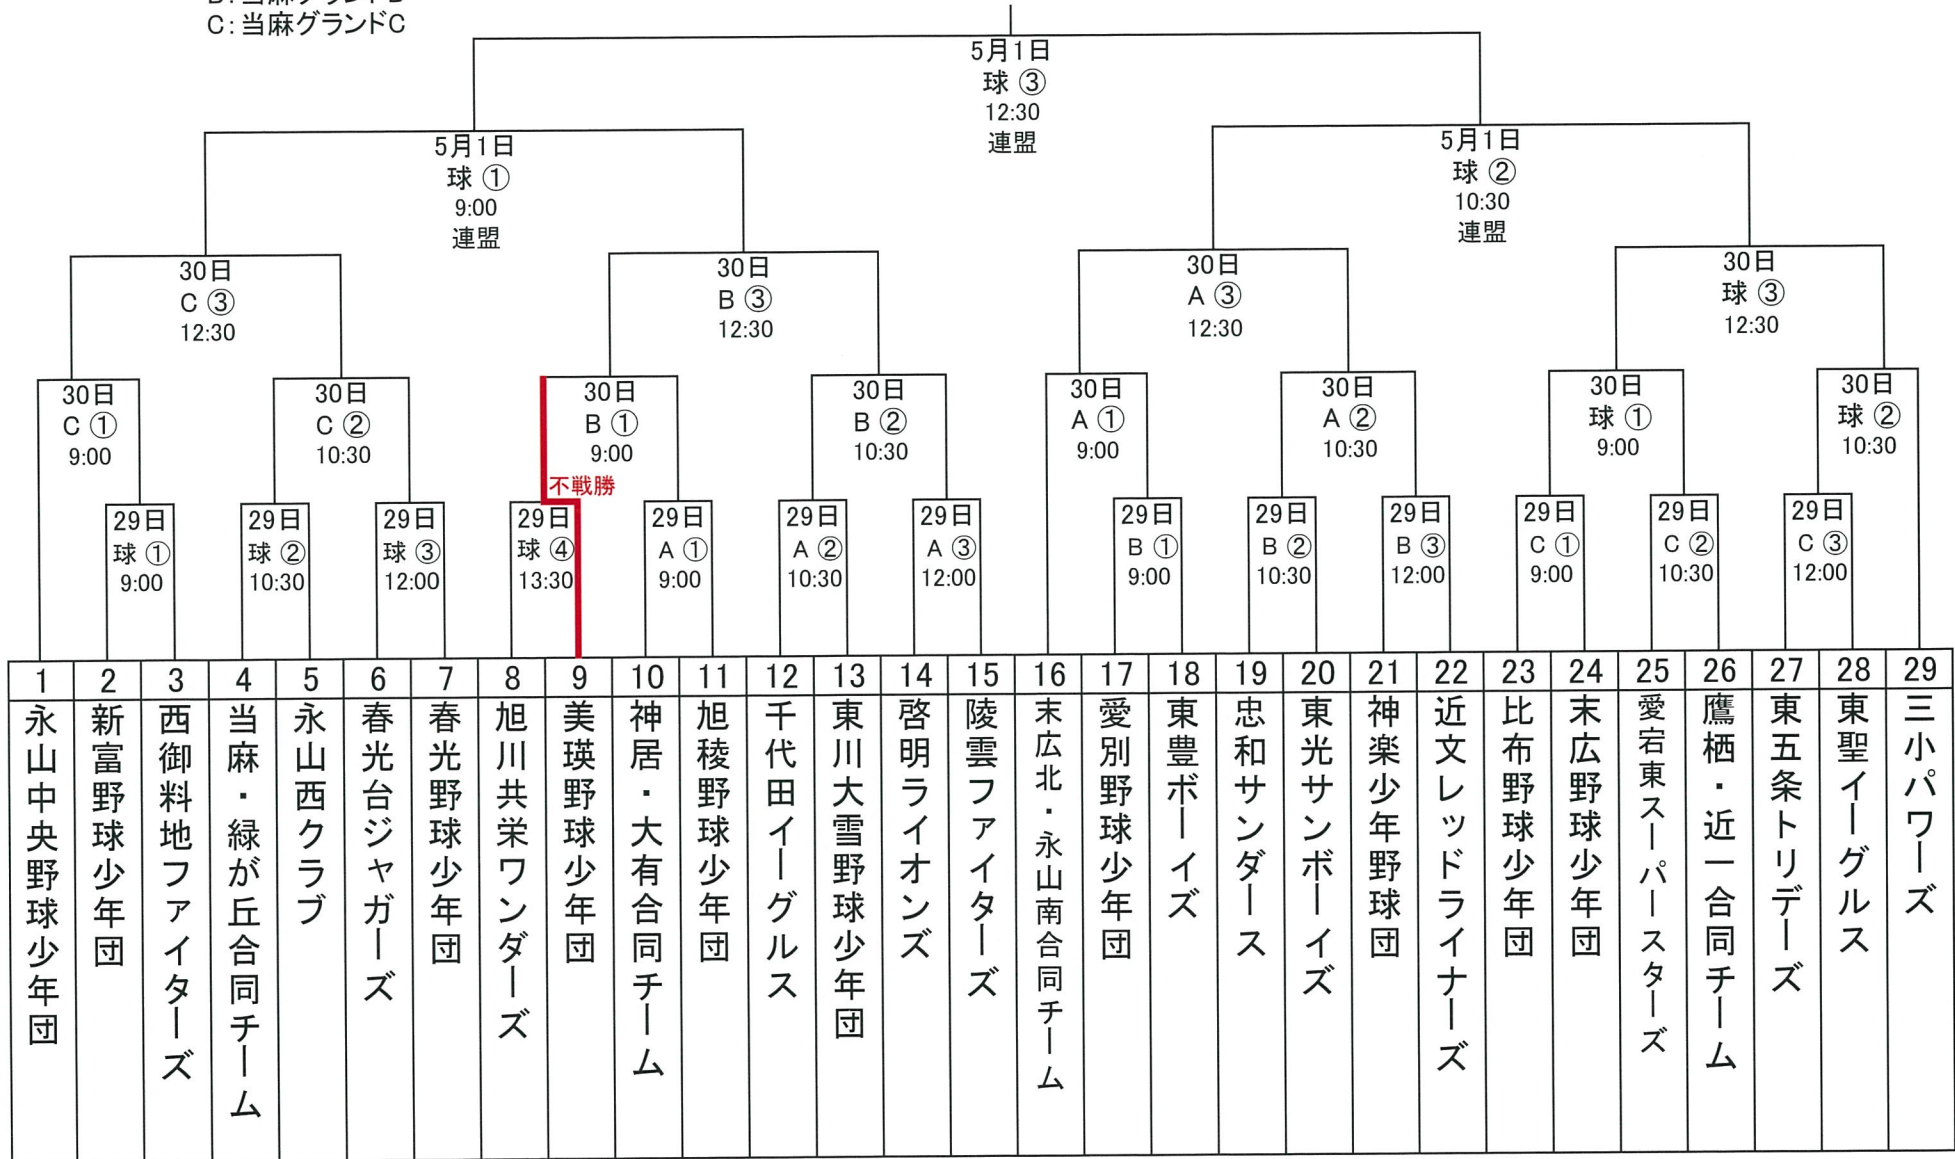 C:当麻グランドC
5月1日
球 ③
12:30
連盟
5月1日
球 ①
9:00
連盟
5月1日
球 ②
10:30
連盟
30日
C ③
12:30
30日
B ③
12:30
30日
A ③
12:30
30日
球 ③
12:30
30日
C ①
9:00
30日
C ②
10:30
30日
B ①
9:00
30日
B ②
10:30
30日
A ①
9:00
30日
A ②
10:30
30日
球 ①
9:00
30日
球 ②
10:30
不戦勝
29日
球 ①
9:00
29日
球 ②
10:30
29日
球 ③
12:00
29日
球 ④
13:30
29日
A ①
9:00
29日
A ②
10:30
29日
A ③
12:00
29日
B ①
9:00
29日
B ②
10:30
29日
B ③
12:00
29日
C ①
9:00
29日
C ②
10:30
29日
C ③
12:00
1 2 3 4 5 6 7 8 9 10 11 12 13 14 15 16 17 18 19 20 21 22 23 24 25 26 27 28 29
永山中央野球少年団
新富野球少年団
西御料地ファイターズ
当麻・緑が丘合同チーム
永山西クラブ
春光台ジャガーズ
春光野球少年団
旭川共栄ワンダーズ
美瑛野球少年団
神居・大有合同チーム
旭稜野球少年団
千代田イーグルス
東川大雪野球少年団
啓明ライオンズ
陵雲ファイターズ
末広北・永山南合同チーム
愛別野球少年団
東豊ボーイズ
忠和サンダース
東光サンボーイズ
神楽少年野球団
近文レッドライナーズ
比布野球少年団
末広野球少年団
愛宕東スーパースターズ
鷹栖・近一合同チーム
東五条トリデーズ
東聖イーグルス
三小パワーズ